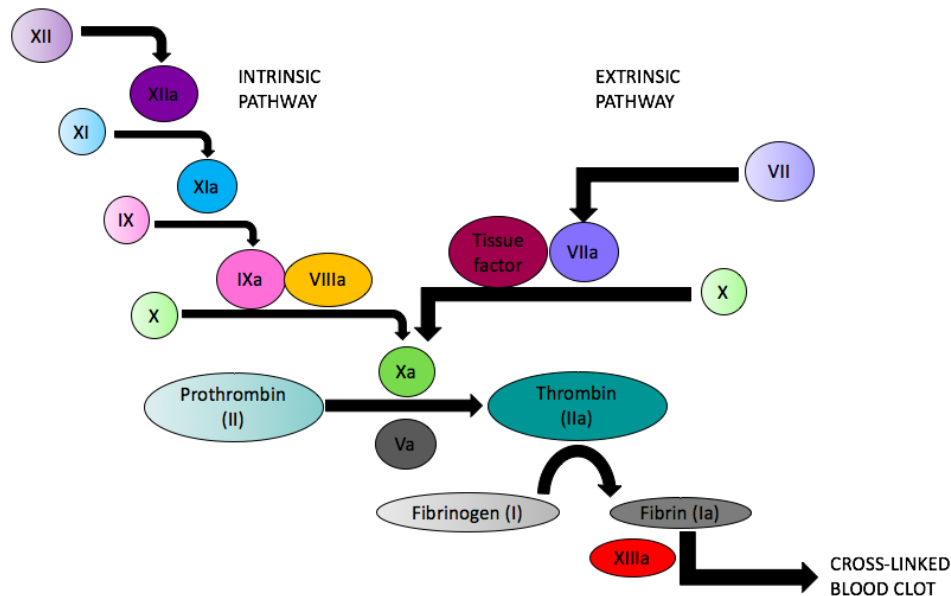 XII
XIIa
INTRINSIC
PATHWAY
EXTRINSIC
PATHWAY
XI
XIa
VII
IX
Tissue
factor
VIIa
IXa
VIIIa
X
X
Xa
Prothrombin
(II)
Thrombin
(IIa)
Va
Fibrinogen (I)
Fibrin (Ia)
XIIIa
CROSS-LINKED
BLOOD CLOT